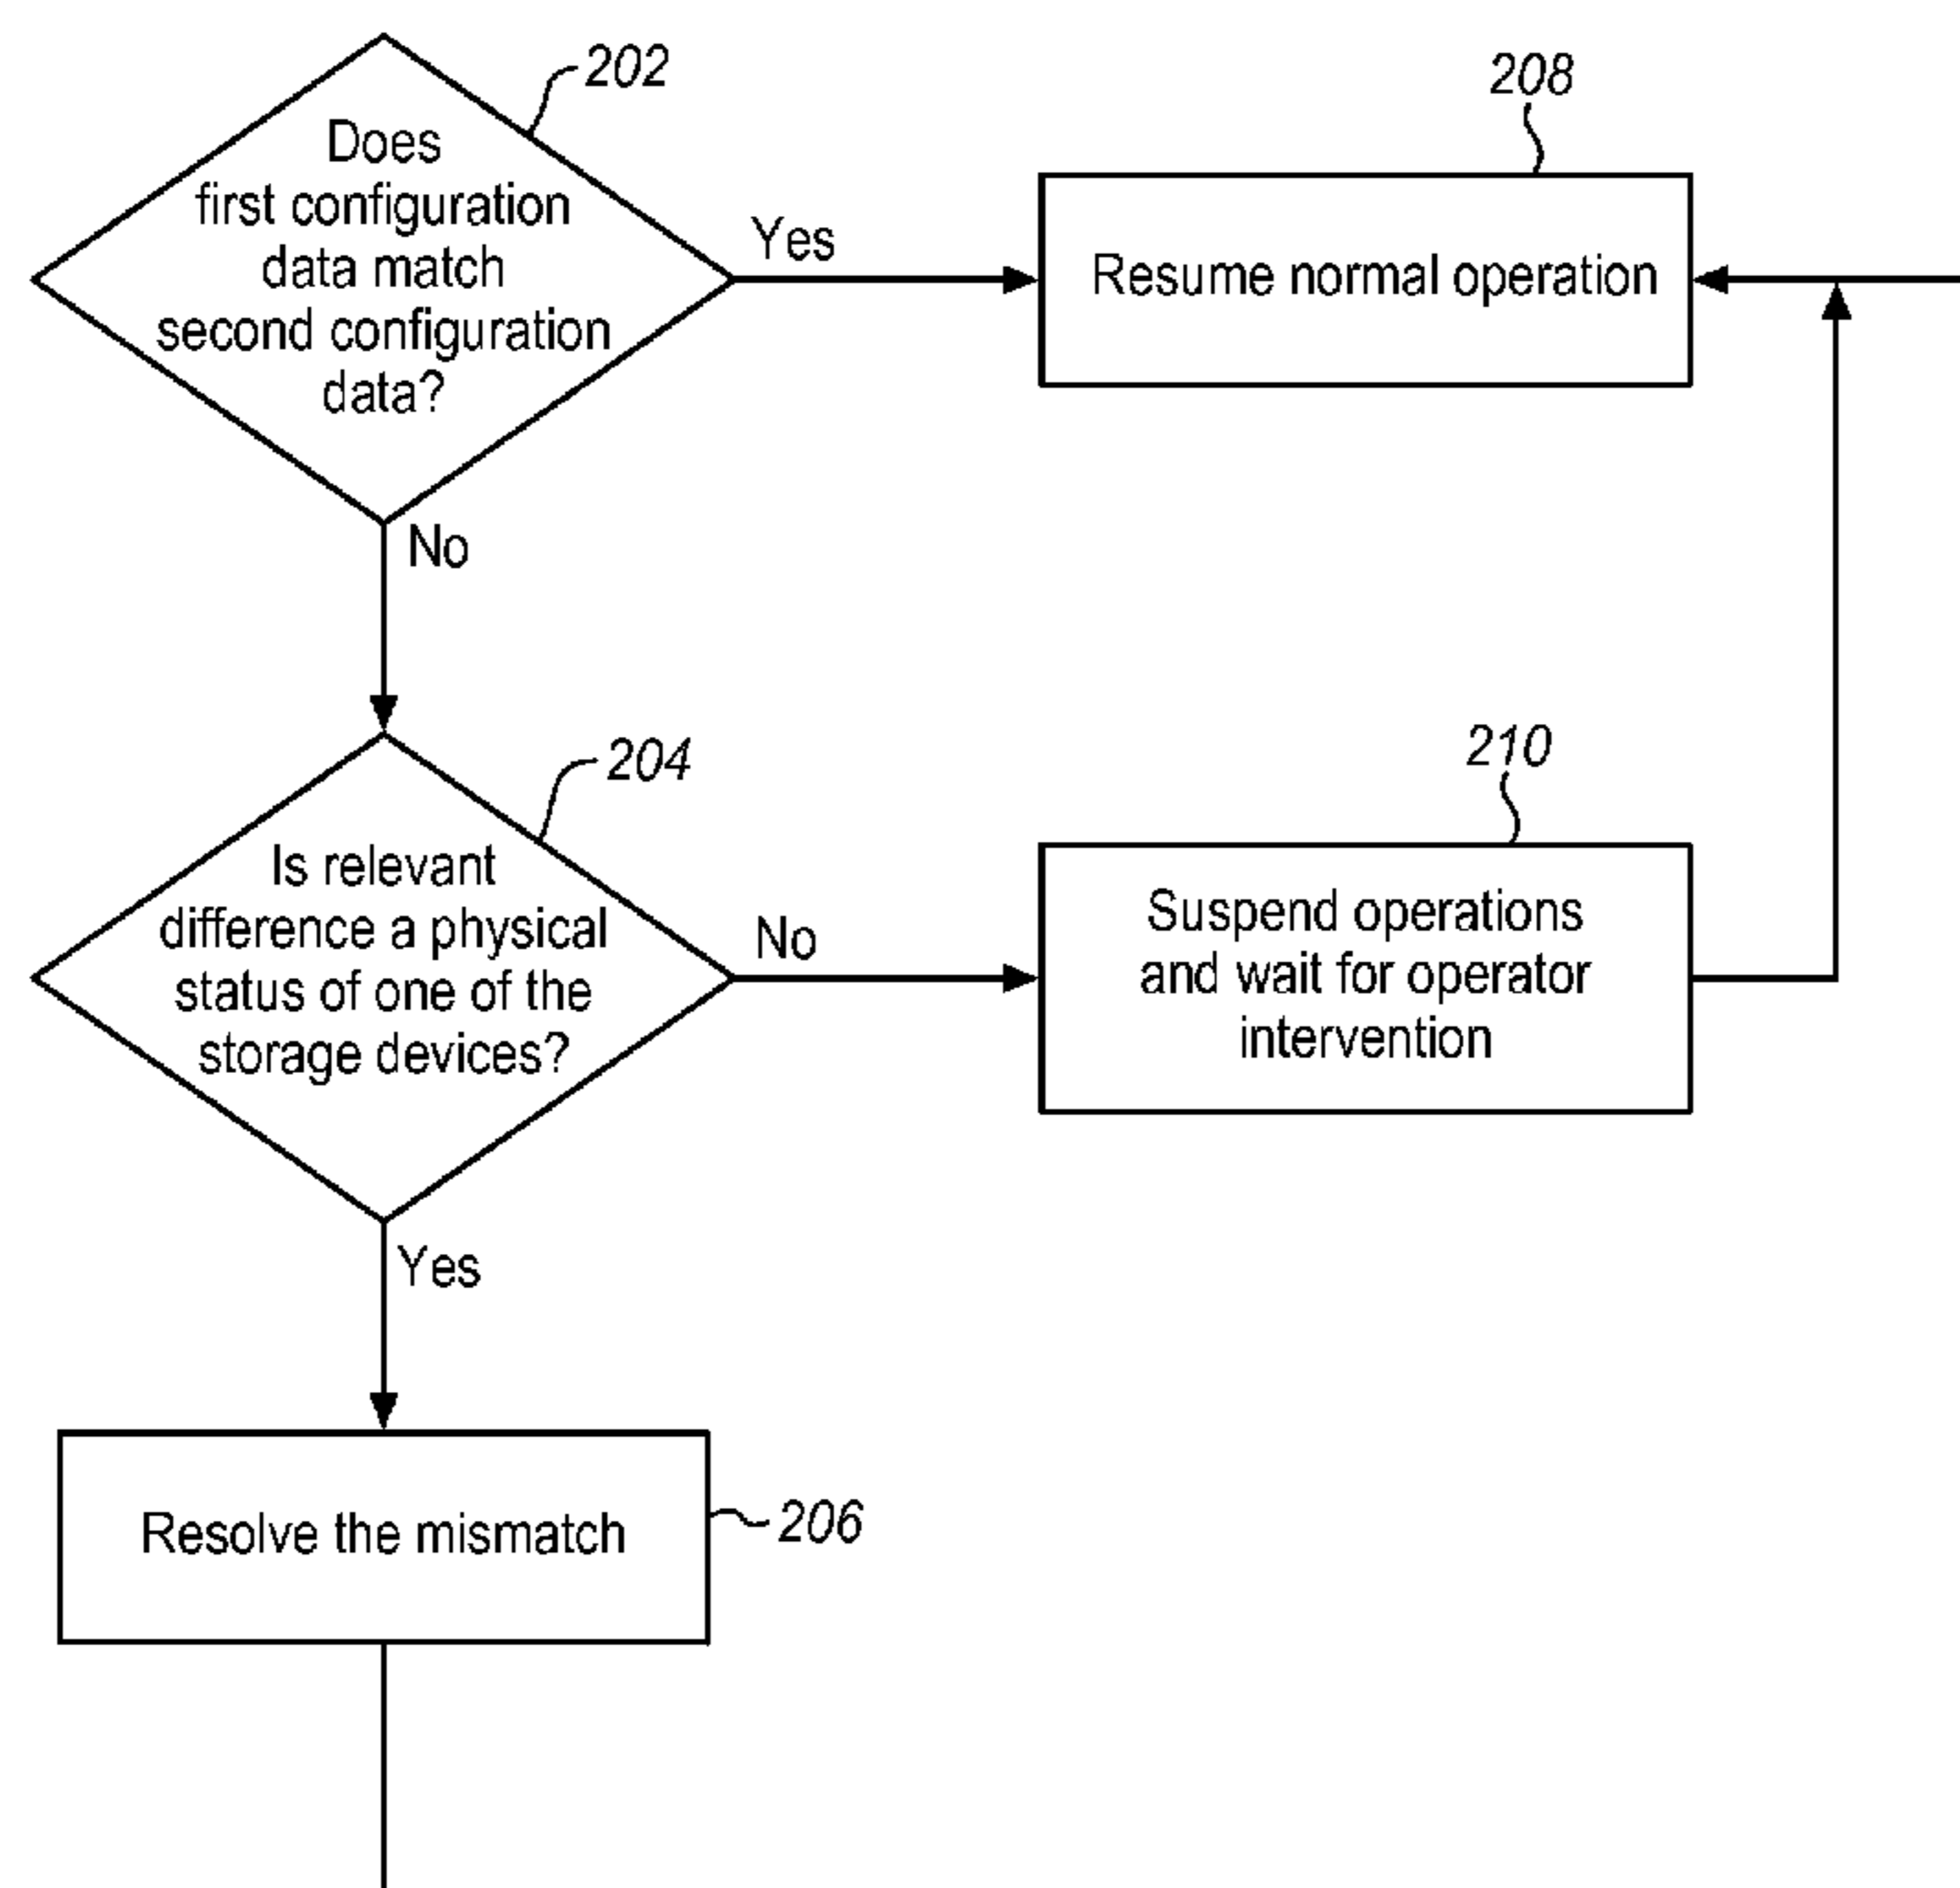 202
Does
first configuration
data match
second configuration
data?
Yes
208
Resume normal operation
No
204
Is relevant
difference a physical
status of one of the
storage devices?
No
210
Suspend operations
and wait for operator
intervention
Yes
Resolve the mismatch
206